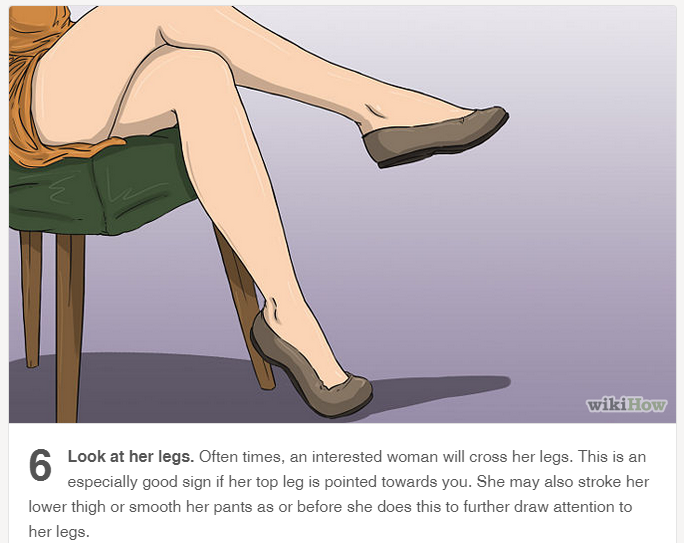 wikiHow
6 Look at her legs. Often times, an interested woman will cross her legs. This is an
especially good sign if her top leg is pointed towards you. She may also stroke her
lower thigh or smooth her pants as or before she does this to further draw attention to
her legs.